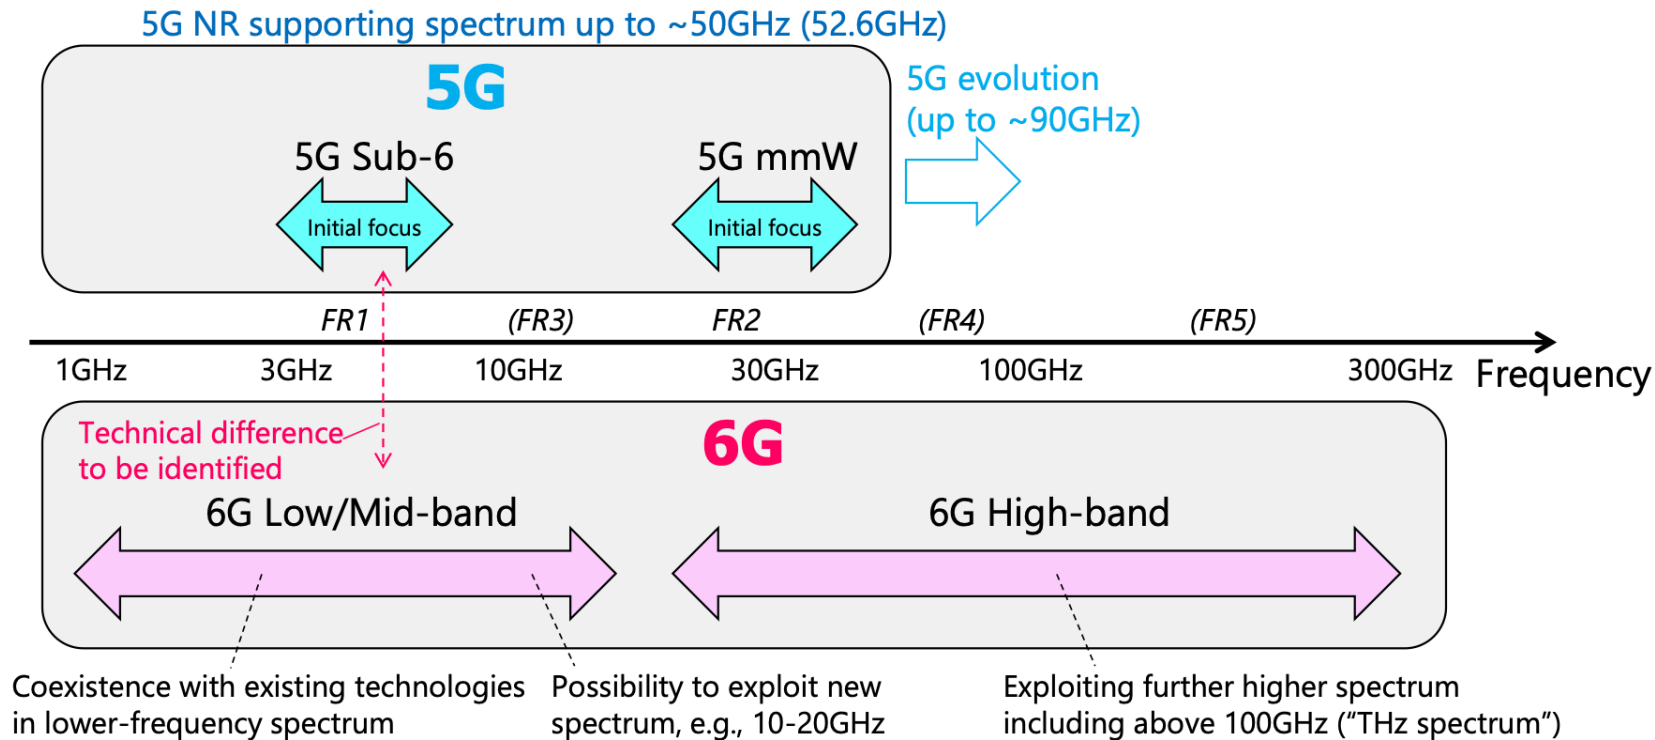 5G NR supporting spectrum up to ~50GHz (52.6GHz)
5G
5G evolution
(up to ~90GHz)
5G Sub-6
5G mmW
Initial focus
Initial focus
FR1
(FR3)
FR2
(FR4)
(FR5)
1GHz
3GHz
10GHz
30GHz
100GHz
300GHz
Frequency
Technical difference
to be identified
6G
6G Low/Mid-band
6G High-band
Coexistence with existing technologies
in lower-frequency spectrum
Possibility to exploit new
spectrum, e.g., 10-20GHz
Exploiting further higher spectrum
including above 100GHz (“THz spectrum”)